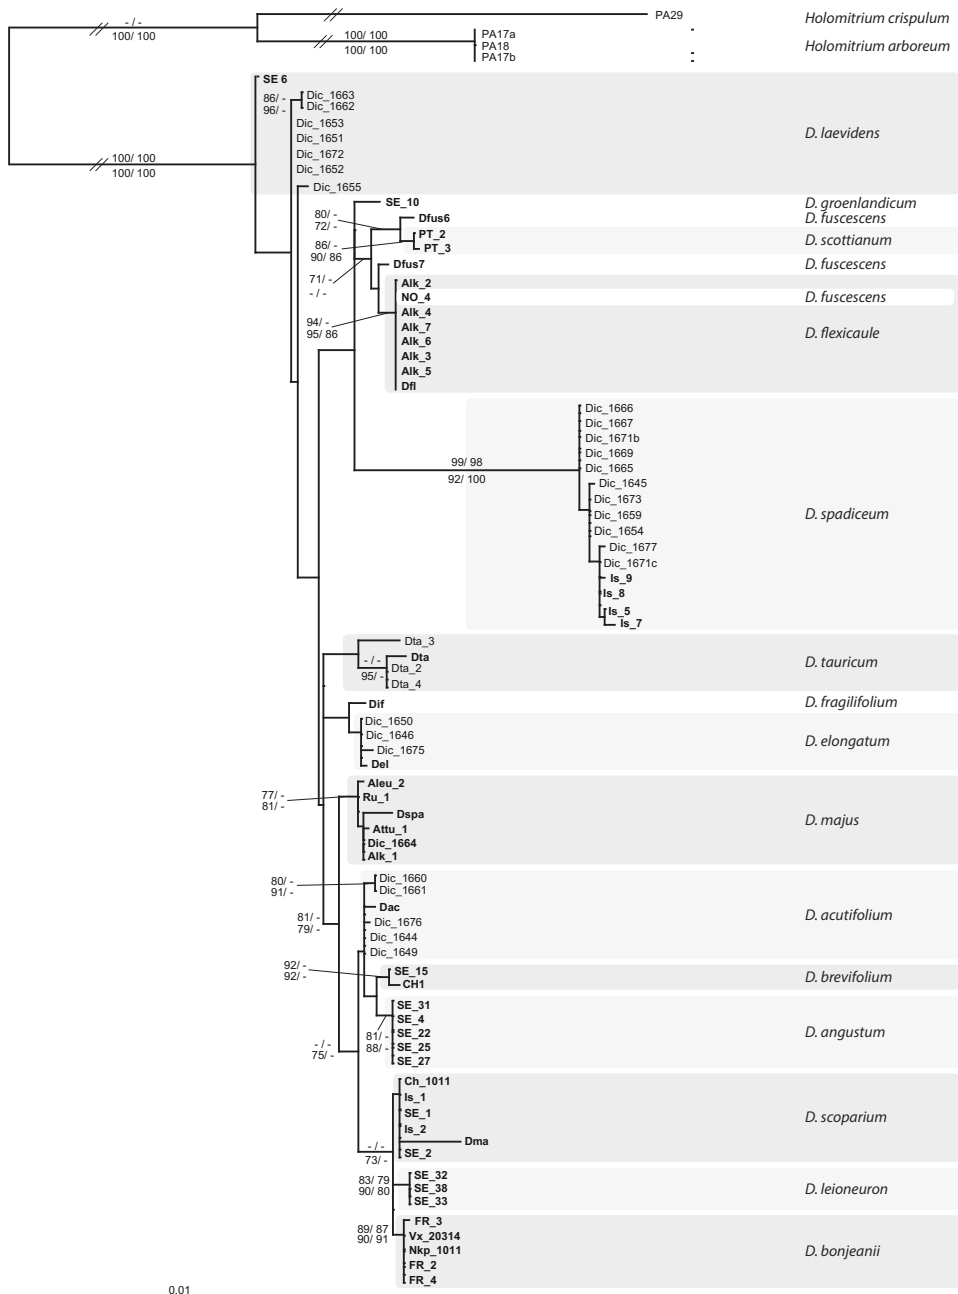 PA29 Holomitrium crispulum
- / -
100/ 100
100/ 100
100/ 100
PA17a
PA18 Holomitrium arboreum
PA17b
SE 6
86/ -
96/ -
Dic_1663
Dic_1662
Dic_1653
Dic_1651 D. laevidens
Dic_1672
Dic_1652
100/ 100
100/ 100
Dic_1655
SE_10 D. groenlandicum
80/ -
72/ -
Dfus6 D. fuscescens
PT_2
PT_3 D. scottianum
86/ -
90/ 86
Dfus7 D. fuscescens
71/ -
- / -
Alk_2
NO_4 D. fuscescens
Alk_4
94/ -
95/ 86
Alk_7
Alk_6 D. flexicaule
Alk_3
Alk_5
Dfl
Dic_1666
Dic_1667
Dic_1671b
Dic_1669
99/ 98
92/ 100
Dic_1665
Dic_1645
Dic_1673
Dic_1659 D. spadiceum
Dic_1654
Dic_1677
Dic_1671c
Is_9
Is_8
Is_5
Is_7
Dta_3
- / -
95/ -
Dta
Dta_2 D. tauricum
Dta_4
Dif D. fragilifolium
Dic_1650
Dic_1646
Dic_1675 D. elongatum
Del
Aleu_2
77/ -
81/ -
Ru_1
Dspa
Attu_1 D. majus
Dic_1664
Alk_1
80/ -
91/ -
Dic_1660
Dic_1661
Dac
81/ -
79/ -
Dic_1676 D. acutifolium
Dic_1644
Dic_1649
92/ -
92/ -
SE_15
CH1 D. brevifolium
SE_31
SE_4
SE_22 D. angustum
SE_25
SE_27
81/ -
88/ -
- / -
75/ -
Ch_1011
Is_1
SE_1 D. scoparium
Is_2
Dma
SE_2
- / -
73/ -
83/ 79
90/ 80
SE_32
SE_38 D. leioneuron
SE_33
89/ 87
90/ 91
FR_3
Vx_20314
Nkp_1011 D. bonjeanii
FR_2
FR_4
0.01